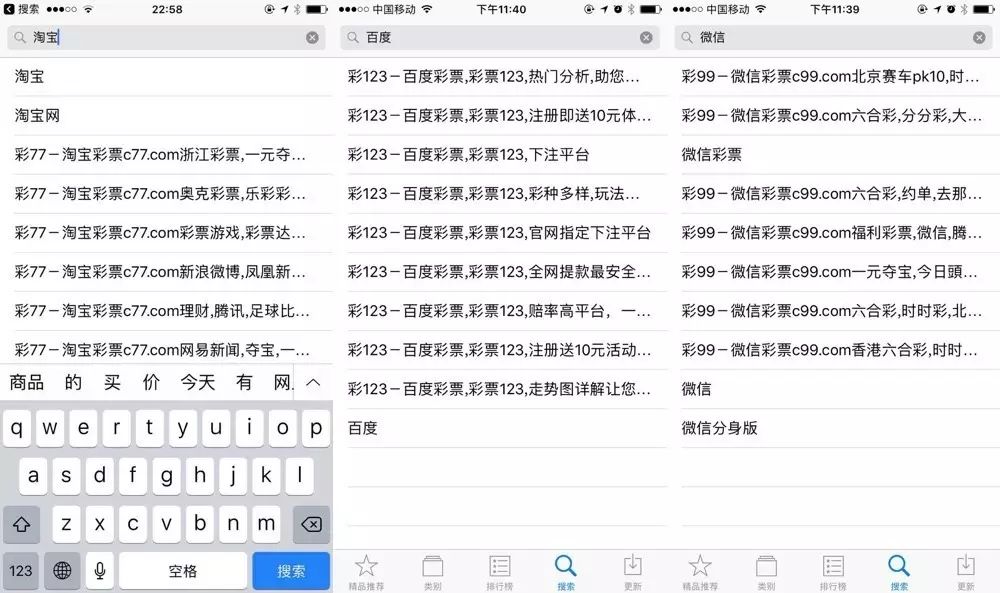 搜索
22:58
淘宝
淘宝
淘宝网
彩77－淘宝彩票c77.com浙江彩票,一元夺...
彩77－淘宝彩票c77.com奥克彩票,乐彩彩...
彩77－淘宝彩票c77.com彩票游戏,彩票达...
彩77－淘宝彩票c77.com新浪微博,凤凰新...
彩77－淘宝彩票c77.com理财,腾讯,足球比...
彩77－淘宝彩票c77.com网易新闻,夺宝,一...
商品 的 买 价 今天 有 网
q w e r t y u i o p
a s d f g h j k l
z x c v b n m
123 空格 搜索
中国移动
下午11:40
百度
彩123－百度彩票,彩票123,热门分析,助您...
彩123－百度彩票,彩票123,注册即送10元体...
彩123－百度彩票,彩票123,下注平台
彩123－百度彩票,彩票123,彩种多样,玩法...
彩123－百度彩票,彩票123,官网指定下注平台
彩123－百度彩票,彩票123,全网提款最安全...
彩123－百度彩票,彩票123,赔率高平台，一...
彩123－百度彩票,彩票123,注册送10元活动...
彩123－百度彩票,彩票123,走势图详解让您...
百度
精品推荐 类别 排行榜 搜索 更新
中国移动
下午11:39
微信
彩99－微信彩票c99.com北京赛车pk10,时...
彩99－微信彩票c99.com六合彩,分分彩,大...
微信彩票
彩99－微信彩票c99.com六合彩,约单,去那...
彩99－微信彩票c99.com福利彩票,微信,腾...
彩99－微信彩票c99.com一元夺宝,今日頭...
彩99－微信彩票c99.com六合彩,时时彩,北...
彩99－微信彩票c99.com香港六合彩,时时...
微信
微信分身版
精品推荐 类别 排行榜 搜索 更新